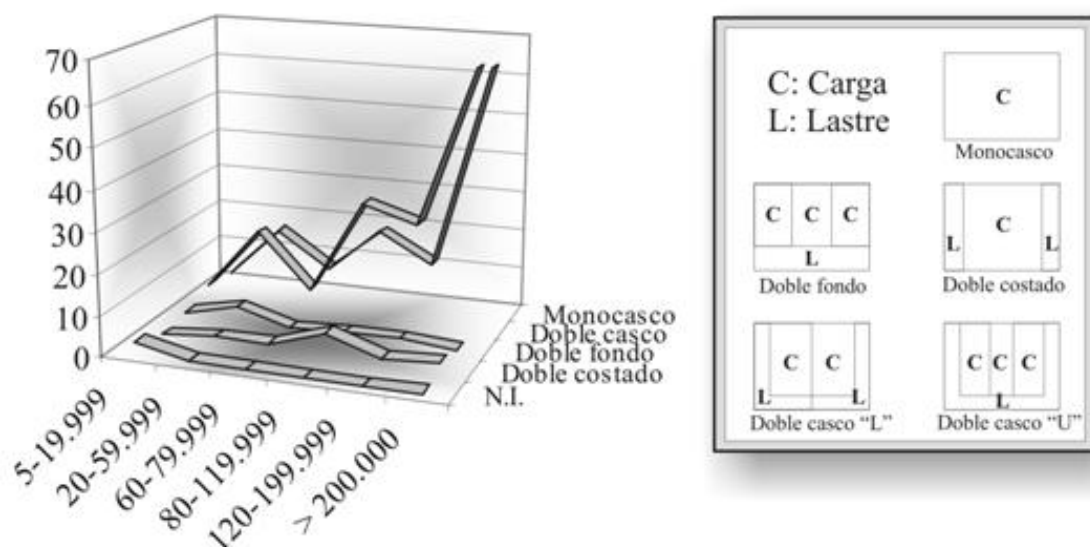 70
60
50
40
30
20
10
0
5-19.999
20-59.999
60-79.999
80-119.999
120-199.999
> 200.000
Monocasco
Doble casco
Doble fondo
Doble costado
N.I.
C: Carga
L: Lastre
C
Monocasco
C C C
L
Doble fondo
L C L
Doble costado
C C
L L
Doble casco “L”
C C C
L
Doble casco “U”